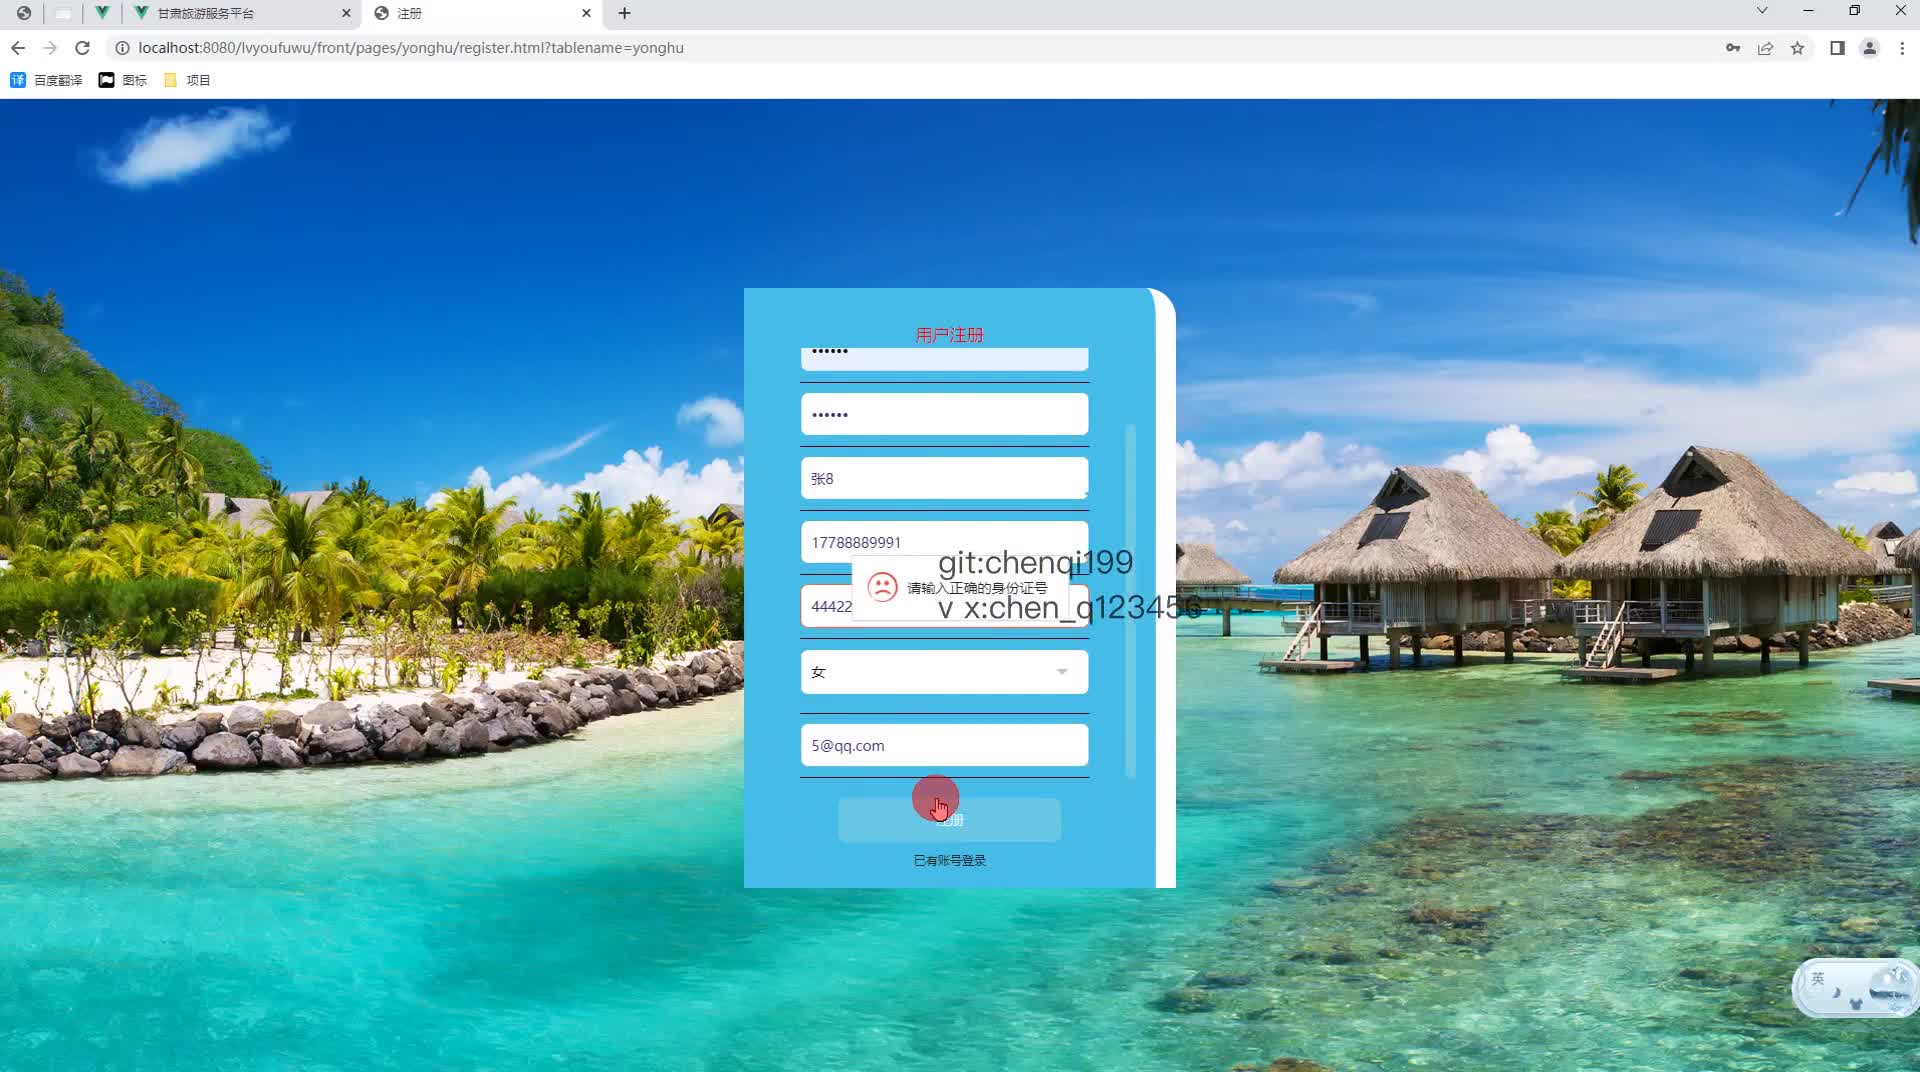 甘肃旅游服务平台
注册
localhost:8080/lvyoufuwu/front/pages/yonghu/register.html?tablename=yonghu
译 百度翻译
图标
项目
用户注册
••••••
••••••
张8
17788889991
git:chenqi199
请输入正确的身份证号
44422
v x:chen_q123456
女
5@qq.com
注册
已有账号登录
英